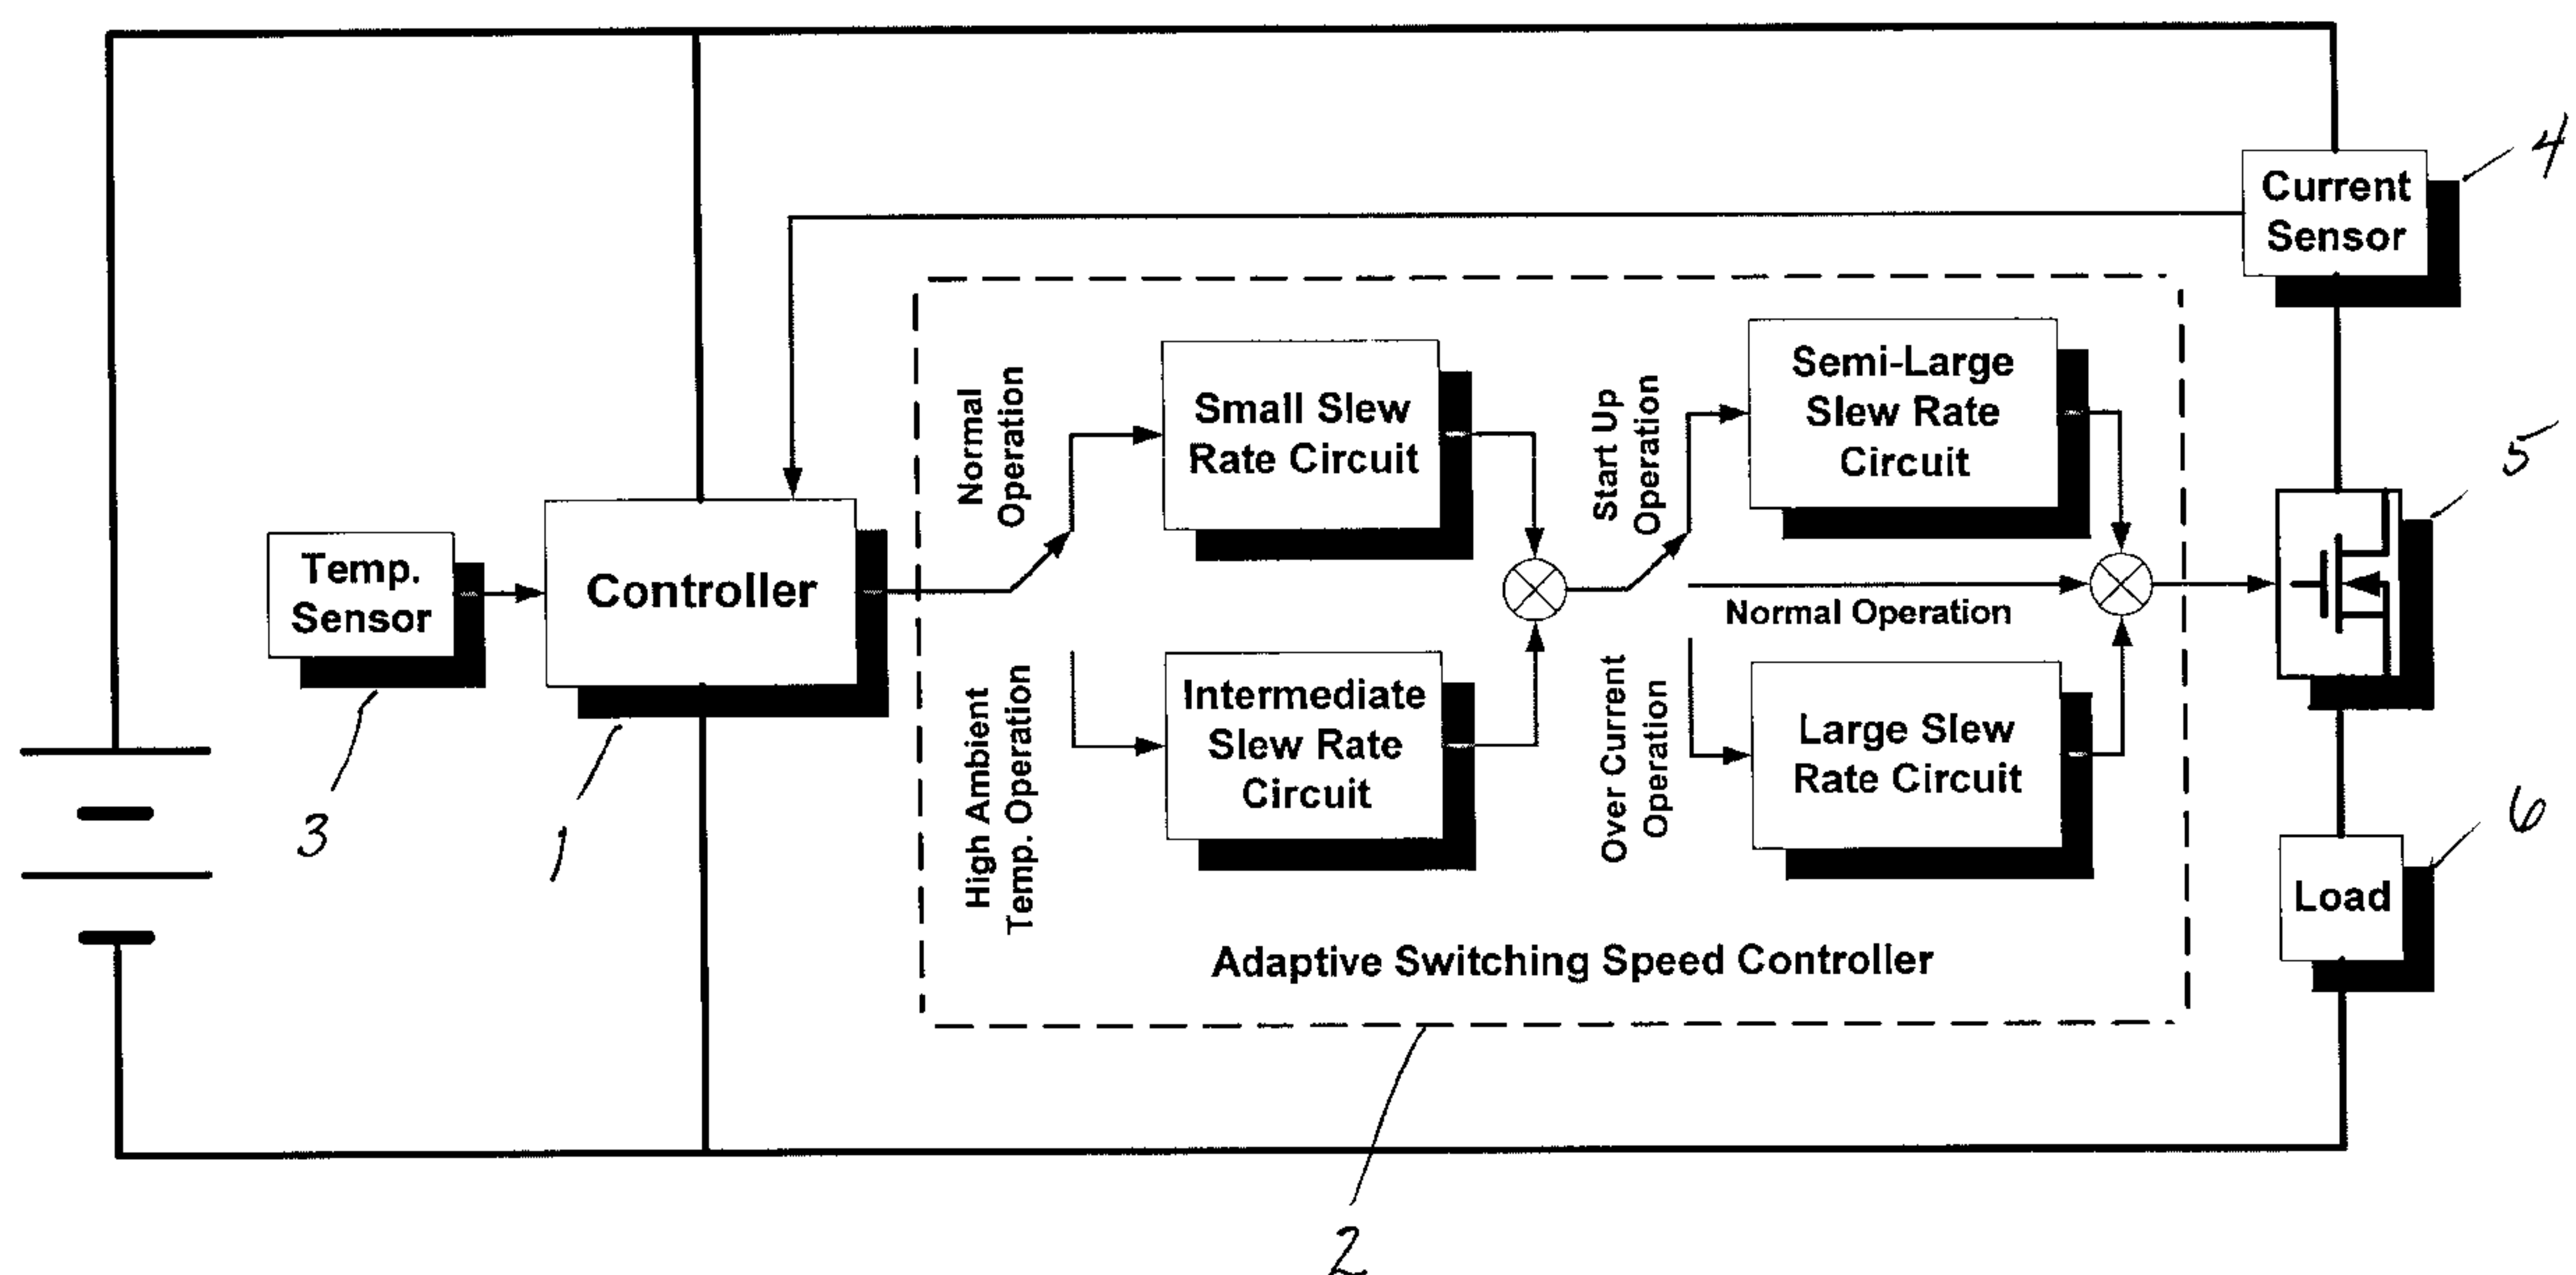 4
Current
Sensor
Normal
Operation
Small Slew
Rate Circuit
Start Up
Operation
Semi-Large
Slew Rate
Circuit
5
Temp.
Sensor
Controller
Normal Operation
3
1
High Ambient
Temp. Operation
Intermediate
Slew Rate
Circuit
Over Current
Operation
Large Slew
Rate Circuit
6
Load
Adaptive Switching Speed Controller
2